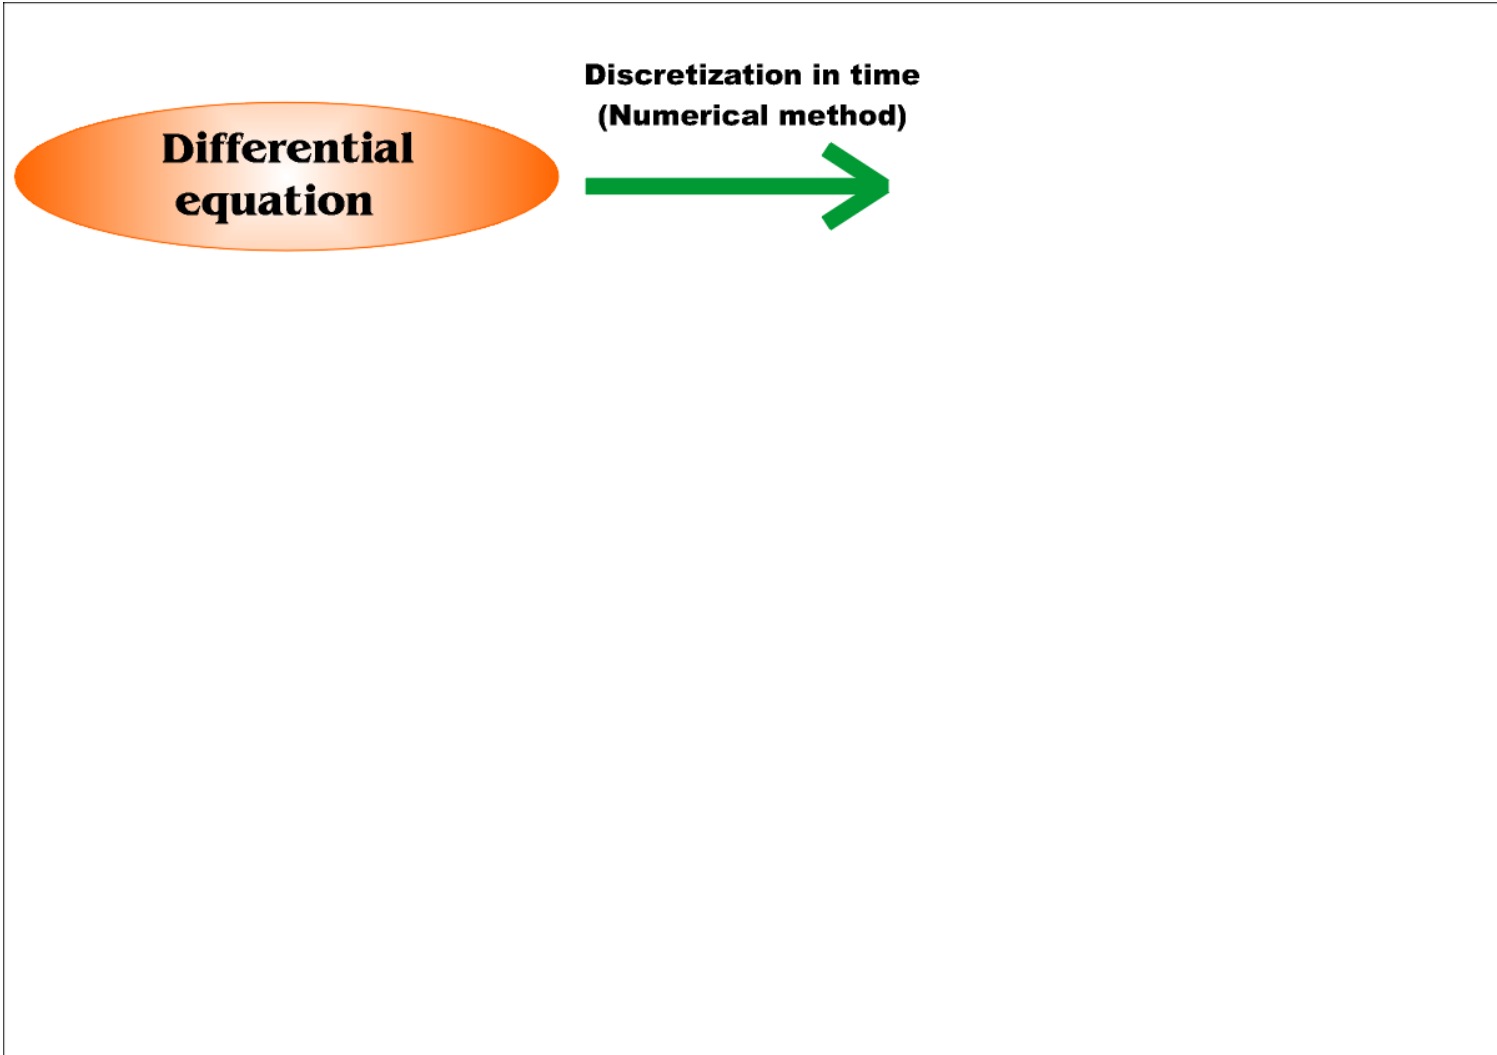 Discretization in time
(Numerical method)
Differential
equation